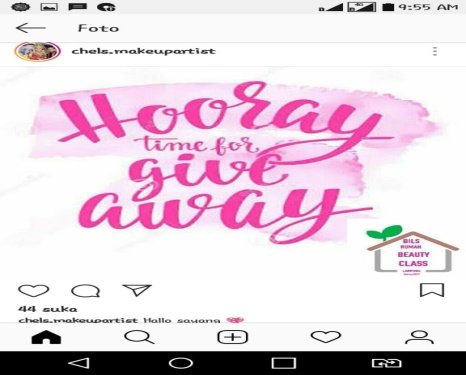 9:55 AM
Foto
chels.makeupartist
Hooray
time for
give
away
BILS
RUMAH
BEAUTY
CLASS
44 suka
chels.makeupartist Hallo sayang